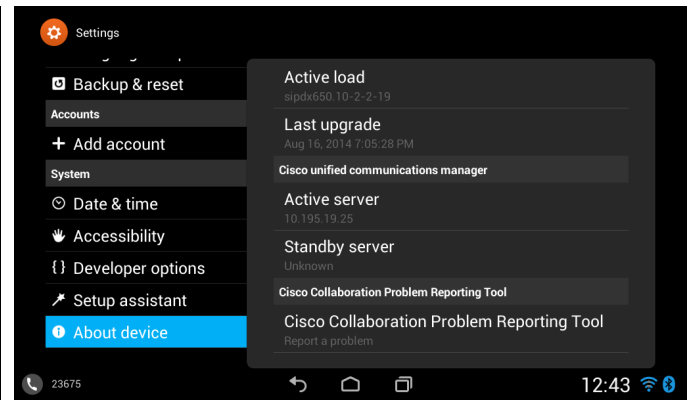 Settings
Backup & reset
Accounts
Add account
System
Date & time
Accessibility
{ } Developer options
Setup assistant
About device
Active load
sipdx650.10-2-2-19
Last upgrade
Aug 16, 2014 7:05:28 PM
Cisco unified communications manager
Active server
10.195.19.25
Standby server
Unknown
Cisco Collaboration Problem Reporting Tool
Cisco Collaboration Problem Reporting Tool
Report a problem
23675
12:43